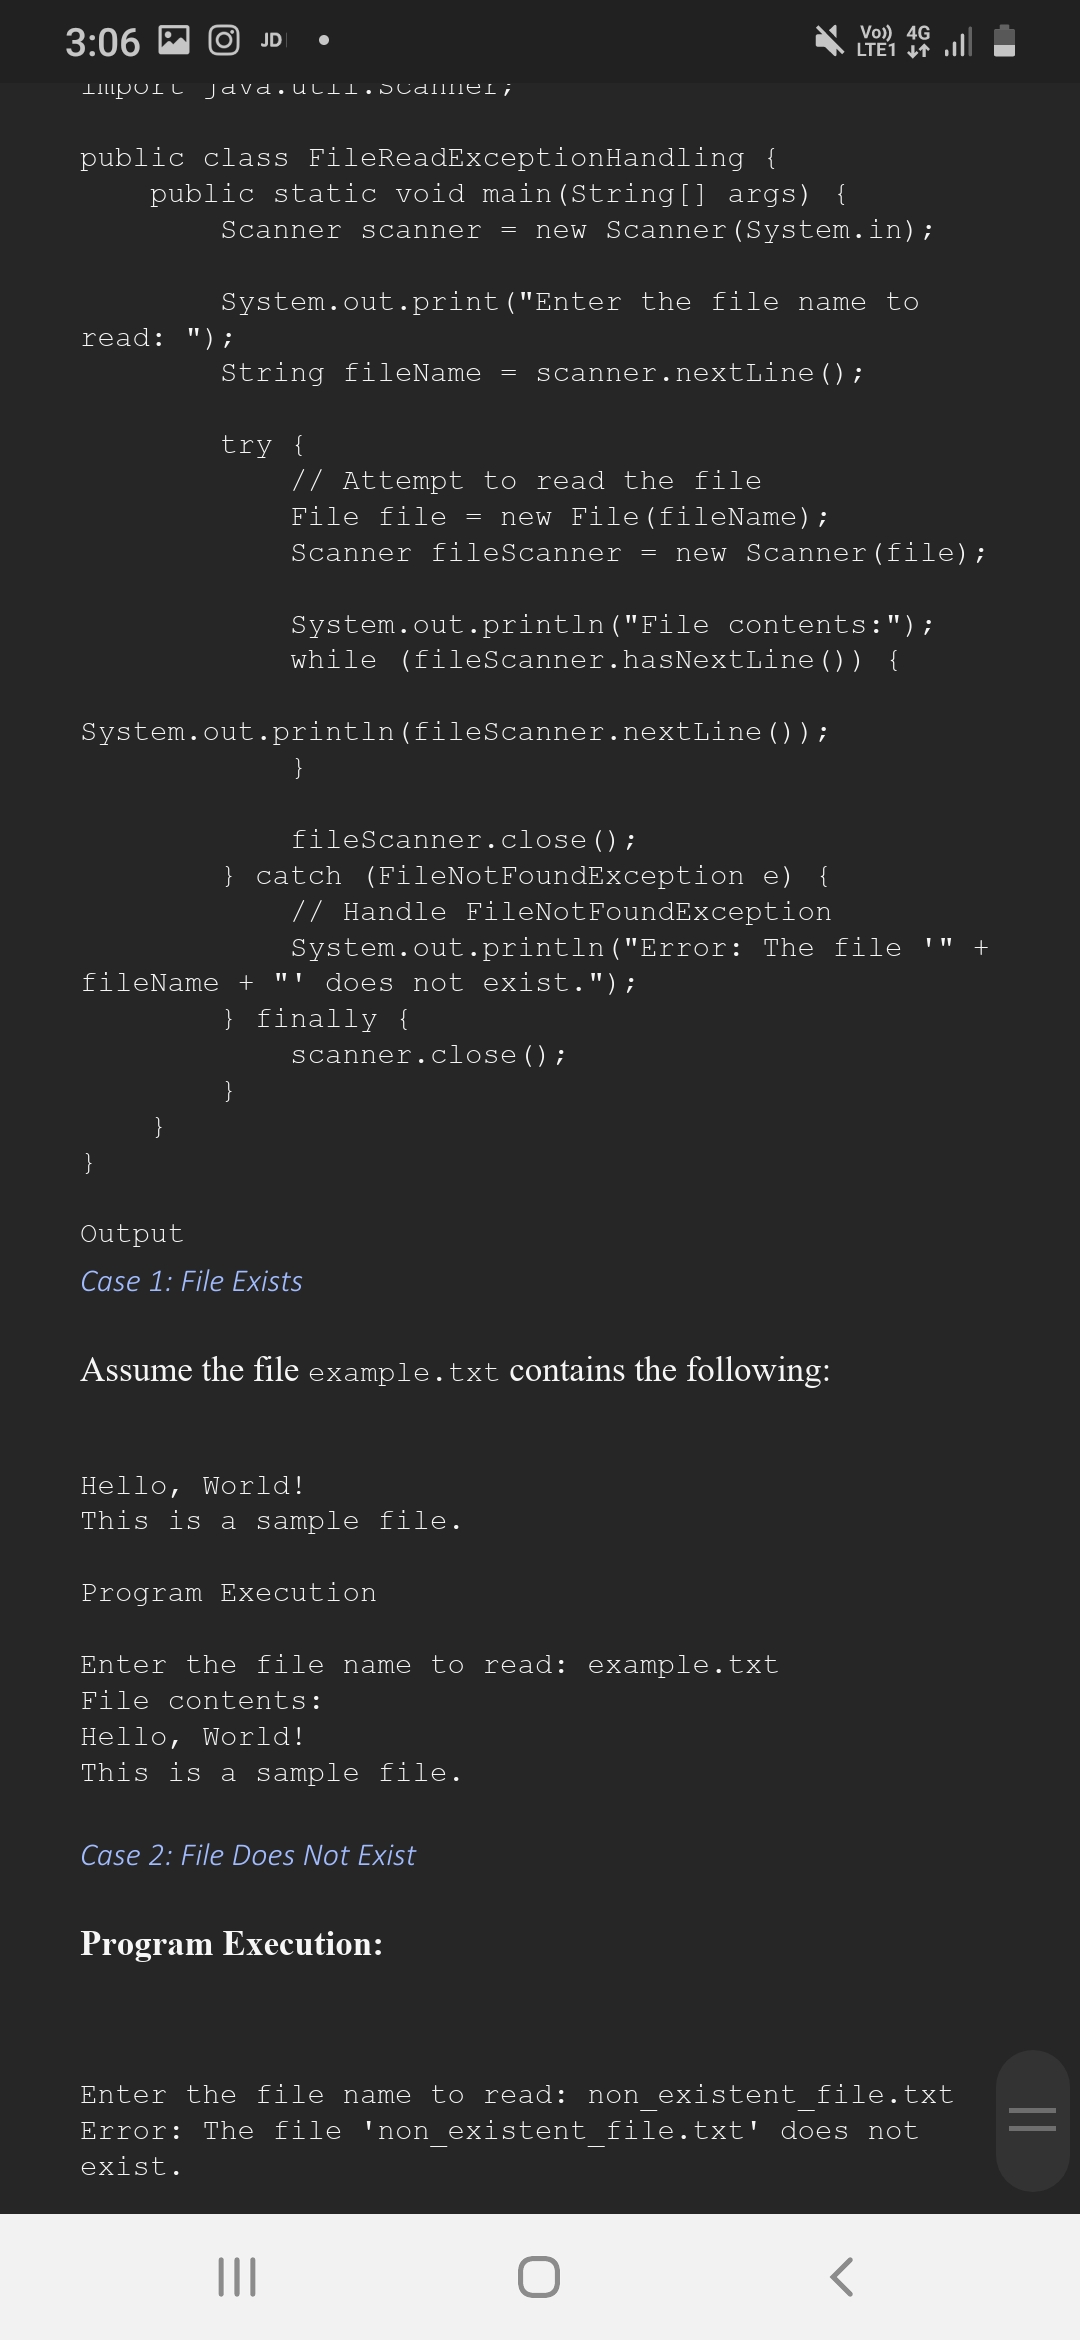 3:06 JD
Vo)) 4G
LTE1
import java.util.Scanner;
public class FileReadExceptionHandling {
public static void main(String[] args) {
Scanner scanner = new Scanner(System.in);
System.out.print("Enter the file name to
read: ");
String fileName = scanner.nextLine();
try {
// Attempt to read the file
File file = new File(fileName);
Scanner fileScanner = new Scanner(file);
System.out.println("File contents:");
while (fileScanner.hasNextLine()) {
System.out.println(fileScanner.nextLine());
}
fileScanner.close();
} catch (FileNotFoundException e) {
// Handle FileNotFoundException
System.out.println("Error: The file '" +
fileName + "' does not exist.");
} finally {
scanner.close();
}
}
}
Output
Case 1: File Exists
Assume the file example.txt contains the following:
Hello, World!
This is a sample file.
Program Execution
Enter the file name to read: example.txt
File contents:
Hello, World!
This is a sample file.
Case 2: File Does Not Exist
Program Execution:
Enter the file name to read: non_existent_file.txt
Error: The file 'non_existent_file.txt' does not
exist.